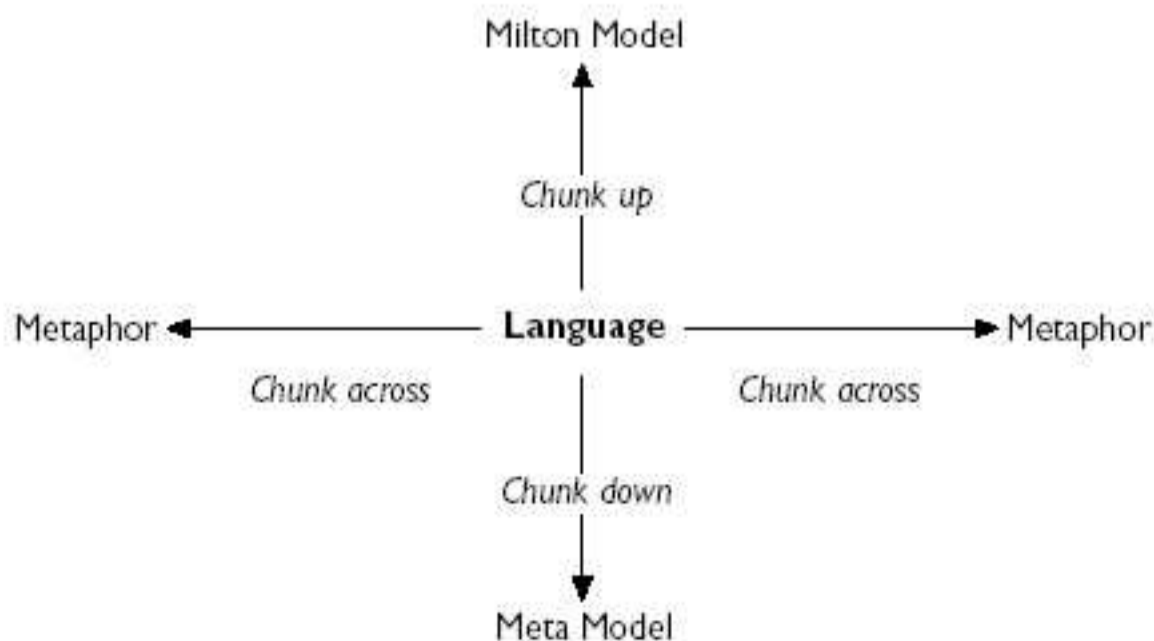 Milton Model
Chunk up
Metaphor
Language
Metaphor
Chunk across
Chunk across
Chunk down
Meta Model